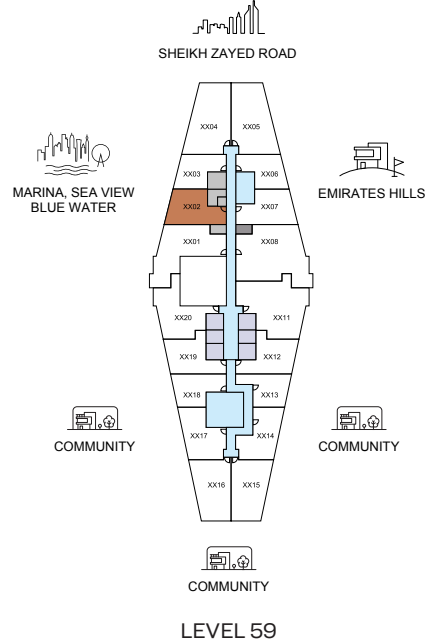 SHEIKH ZAYED ROAD
XX04
XX05
MARINA, SEA VIEW
BLUE WATER
EMIRATES HILLS
XX03
XX06
XX02
XX07
XX01
XX08
XX20
XX11
XX19
XX12
XX18
XX13
COMMUNITY
COMMUNITY
XX17
XX14
XX16
XX15
COMMUNITY
LEVEL 59